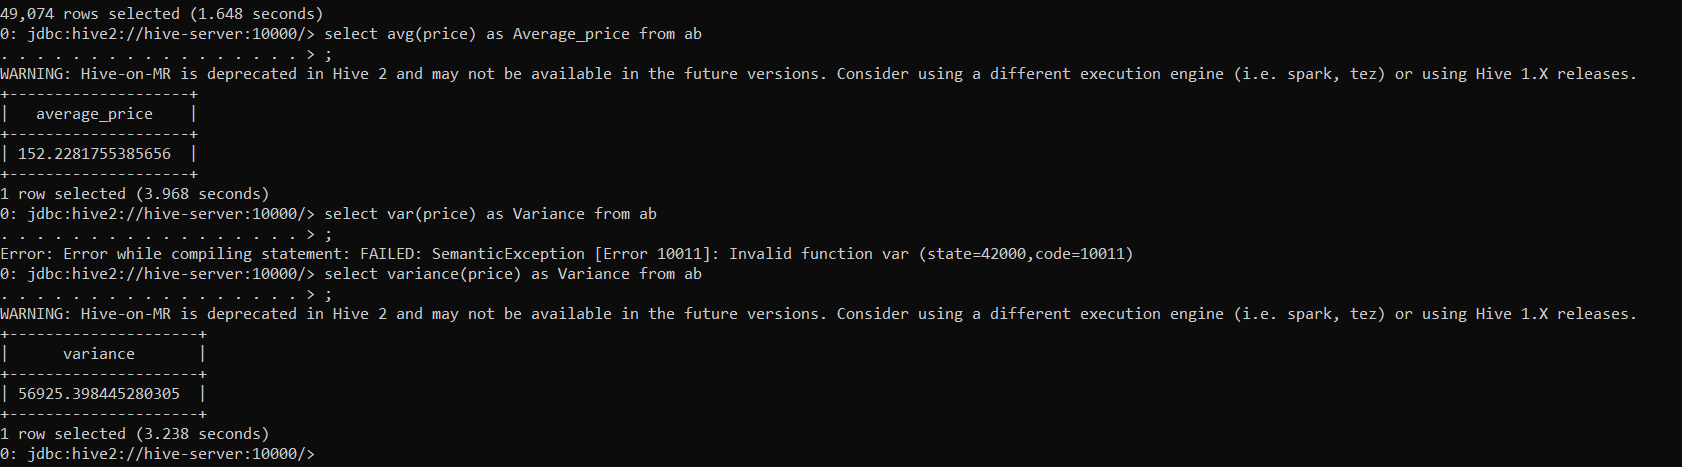 49,074 rows selected (1.648 seconds)
0: jdbc:hive2://hive-server:10000/> select avg(price) as Average_price from ab
. . . . . . . . . . . . . . . . . > ;
WARNING: Hive-on-MR is deprecated in Hive 2 and may not be available in the future versions. Consider using a different execution engine (i.e. spark, tez) or using Hive 1.X releases.
+--------------------+
|   average_price    |
+--------------------+
| 152.2281755385656  |
+--------------------+
1 row selected (3.968 seconds)
0: jdbc:hive2://hive-server:10000/> select var(price) as Variance from ab
. . . . . . . . . . . . . . . . . > ;
Error: Error while compiling statement: FAILED: SemanticException [Error 10011]: Invalid function var (state=42000,code=10011)
0: jdbc:hive2://hive-server:10000/> select variance(price) as Variance from ab
. . . . . . . . . . . . . . . . . > ;
WARNING: Hive-on-MR is deprecated in Hive 2 and may not be available in the future versions. Consider using a different execution engine (i.e. spark, tez) or using Hive 1.X releases.
+---------------------+
|      variance       |
+---------------------+
| 56925.398445280305  |
+---------------------+
1 row selected (3.238 seconds)
0: jdbc:hive2://hive-server:10000/>